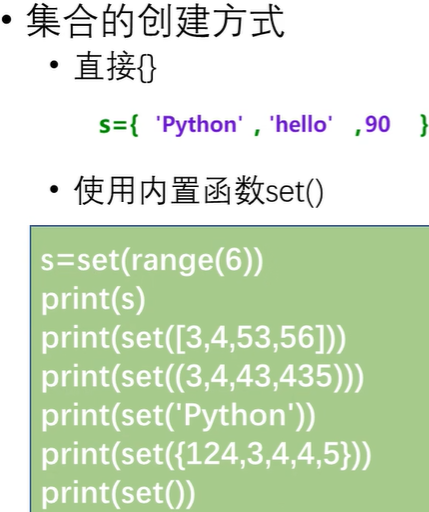 • 集合的创建方式
• 直接{}
s={ 'Python' , 'hello' ,90 }
• 使用内置函数set()
s=set(range(6))
print(s)
print(set([3,4,53,56]))
print(set((3,4,43,435)))
print(set('Python'))
print(set({124,3,4,4,5}))
print(set())